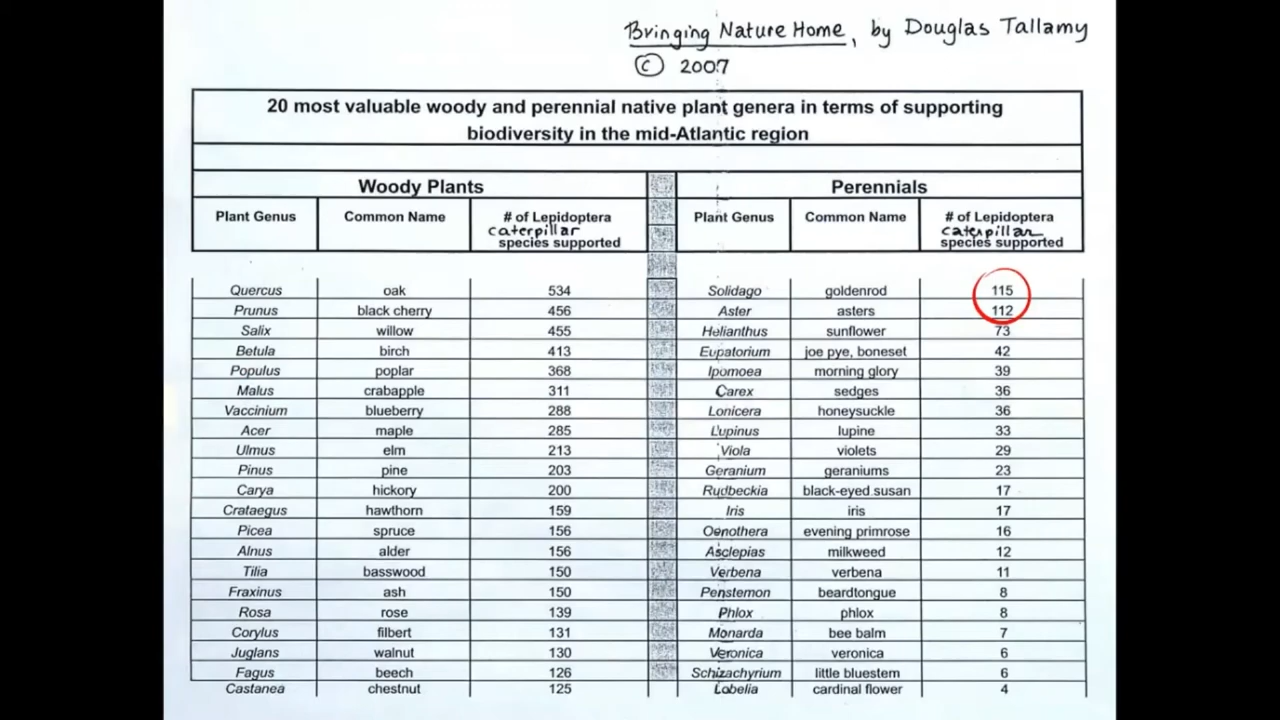 Bringing Nature Home, by Douglas Tallamy
© 2007
20 most valuable woody and perennial native plant genera in terms of supporting
biodiversity in the mid-Atlantic region
Woody Plants Perennials
Plant Genus Common Name # of Lepidoptera caterpillar species supported Plant Genus Common Name # of Lepidoptera caterpillar species supported
Quercus oak 534 Solidago goldenrod 115
Prunus black cherry 456 Aster asters 112
Salix willow 455 Helianthus sunflower 73
Betula birch 413 Eupatorium joe pye, boneset 42
Populus poplar 368 Ipomoea morning glory 39
Malus crabapple 311 Carex sedges 36
Vaccinium blueberry 288 Lonicera honeysuckle 36
Acer maple 285 Lupinus lupine 33
Ulmus elm 213 Viola violets 29
Pinus pine 203 Geranium geraniums 23
Carya hickory 200 Rudbeckia black-eyed susan 17
Crataegus hawthorn 159 Iris iris 17
Picea spruce 156 Oenothera evening primrose 16
Alnus alder 156 Asclepias milkweed 12
Tilia basswood 150 Verbena verbena 11
Fraxinus ash 150 Penstemon beardtongue 8
Rosa rose 139 Phlox phlox 8
Corylus filbert 131 Monarda bee balm 7
Juglans walnut 130 Veronica veronica 6
Fagus beech 126 Schizachyrium little bluestem 6
Castanea chestnut 125 Lobelia cardinal flower 4